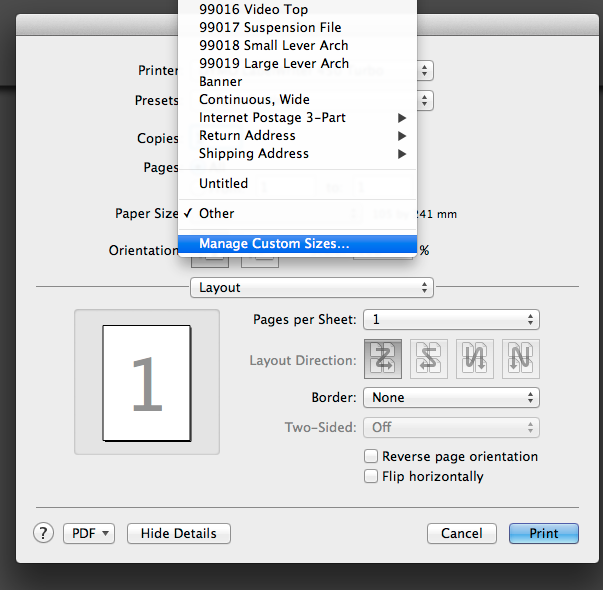 99016 Video Top
99017 Suspension File
Print
99018 Small Lever Arch
99019 Large Lever Arch
Printer
Banner
Presets
Continuous, Wide
Internet Postage 3-Part
Copies
Return Address
Shipping Address
Pages
Untitled
Paper Size
✓ Other
241 mm
Manage Custom Sizes...
Orientation
%
Layout
Pages per Sheet: 1
1
Layout Direction:
Border: None
Two-Sided: Off
Reverse page orientation
Flip horizontally
? PDF Hide Details Cancel Print